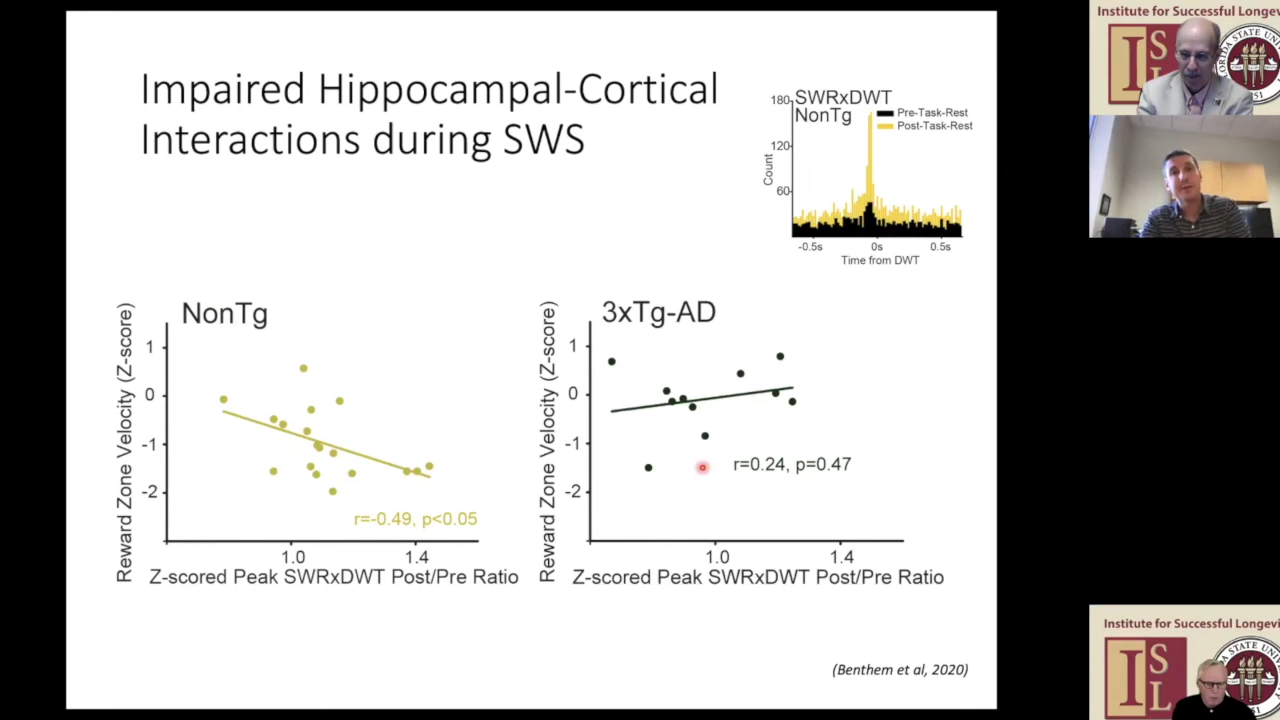 Impaired Hippocampal-Cortical
Interactions during SWS
SWRxDWT
NonTg
Pre-Task-Rest
Post-Task-Rest
180
120
60
Count
-0.5s
0s
0.5s
Time from DWT
NonTg
Reward Zone Velocity (Z-score)
1
0
-1
-2
r=-0.49, p<0.05
1.0
1.4
Z-scored Peak SWRxDWT Post/Pre Ratio
3xTg-AD
Reward Zone Velocity (Z-score)
1
0
-1
-2
r=0.24, p=0.47
1.0
1.4
Z-scored Peak SWRxDWT Post/Pre Ratio
(Benthem et al, 2020)
Institute for Successful Longev
I
S
L
Institute for Successful Longevi
I
S
L